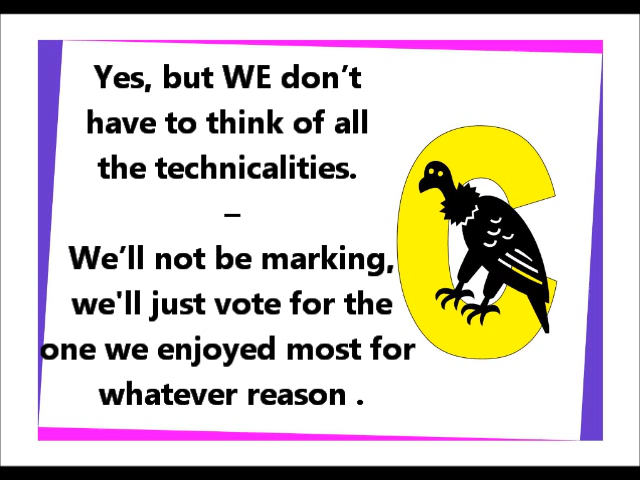 Yes, but WE don’t
have to think of all
the technicalities.
–
We’ll not be marking,
we'll just vote for the
one we enjoyed most for
whatever reason .
C